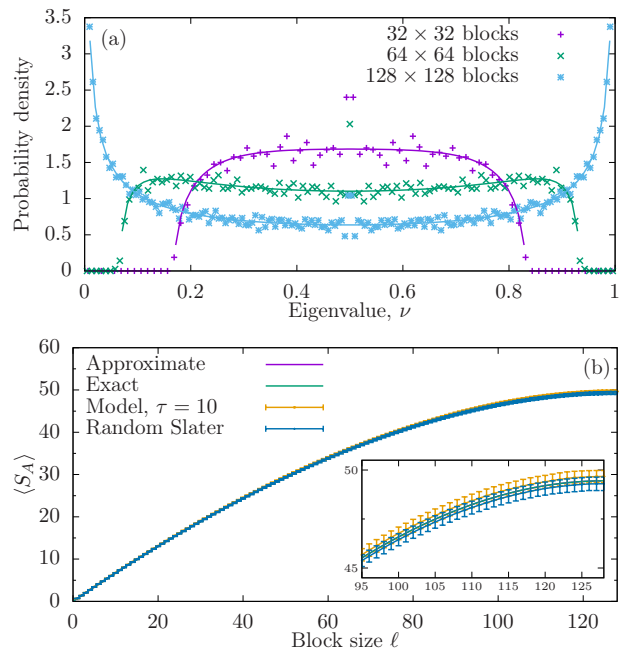 (a)
32 × 32 blocks
64 × 64 blocks
128 × 128 blocks
Probability density
3.5
3
2.5
2
1.5
1
0.5
0
0 0.2 0.4 0.6 0.8 1
Eigenvalue, ν
(b)
Approximate
Exact
Model, τ = 10
Random Slater
⟨S_A⟩
60
50
40
30
20
10
0
50
45
95 100 105 110 115 120 125
0 20 40 60 80 100 120
Block size ℓ